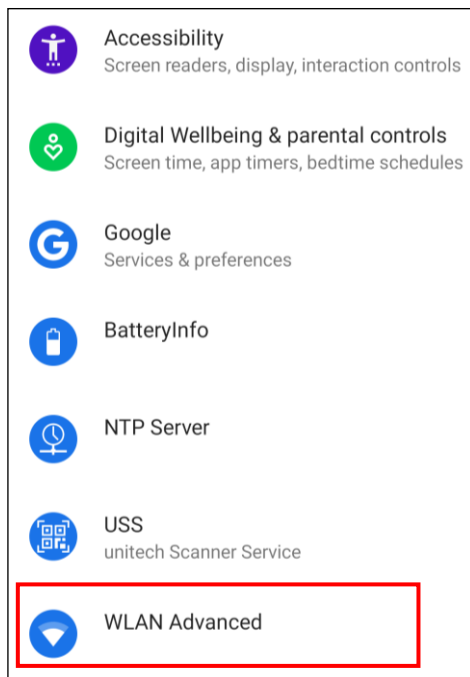 Accessibility
Screen readers, display, interaction controls
Digital Wellbeing & parental controls
Screen time, app timers, bedtime schedules
Google
Services & preferences
BatteryInfo
NTP Server
USS
unitech Scanner Service
WLAN Advanced